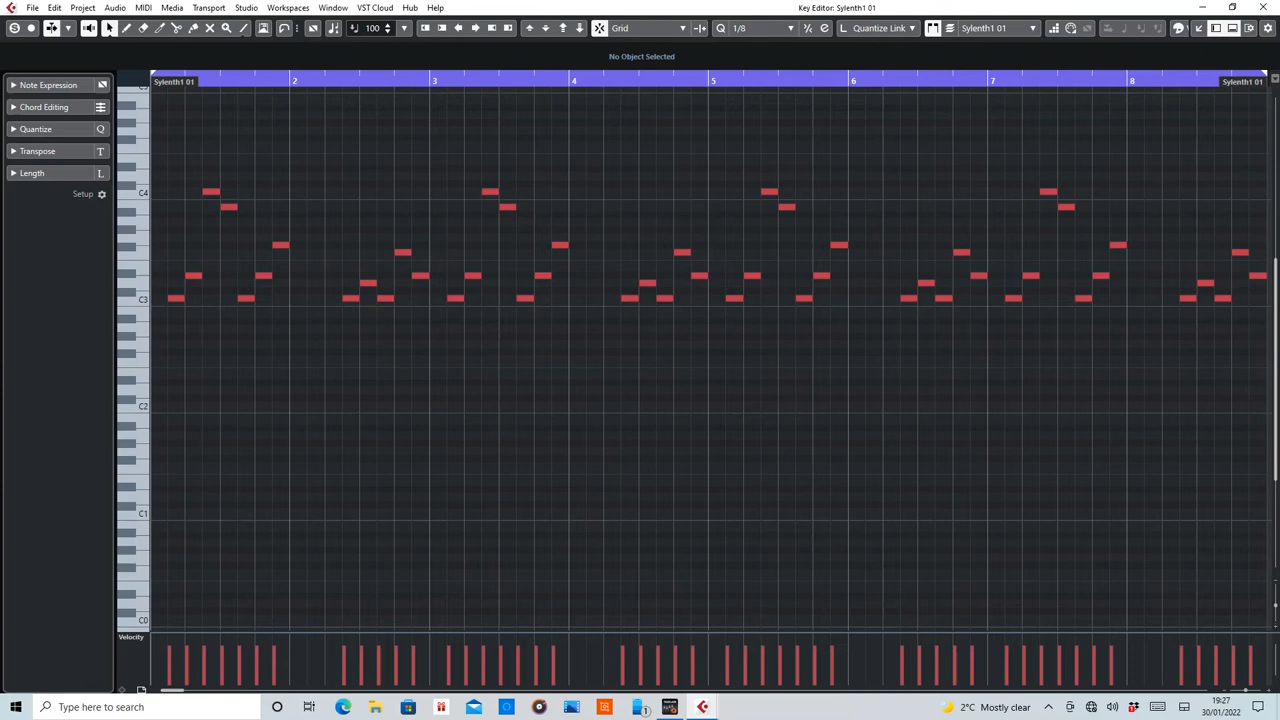 File Edit Project Audio MIDI Media Transport Studio Workspaces Window VST Cloud Hub Help
Key Editor: Sylenth1 01
S 100 Grid Q 1/8 L Quantize Link Sylenth1 01
No Object Selected
Sylenth1 01 2 3 4 5 6 7 8 Sylenth1 01
Note Expression
Chord Editing
Quantize Q
Transpose T
Length L
Setup
C4
C3
C2
C1
C0
Velocity
Type here to search
1
2°C Mostly clear
19:27
30/01/2022